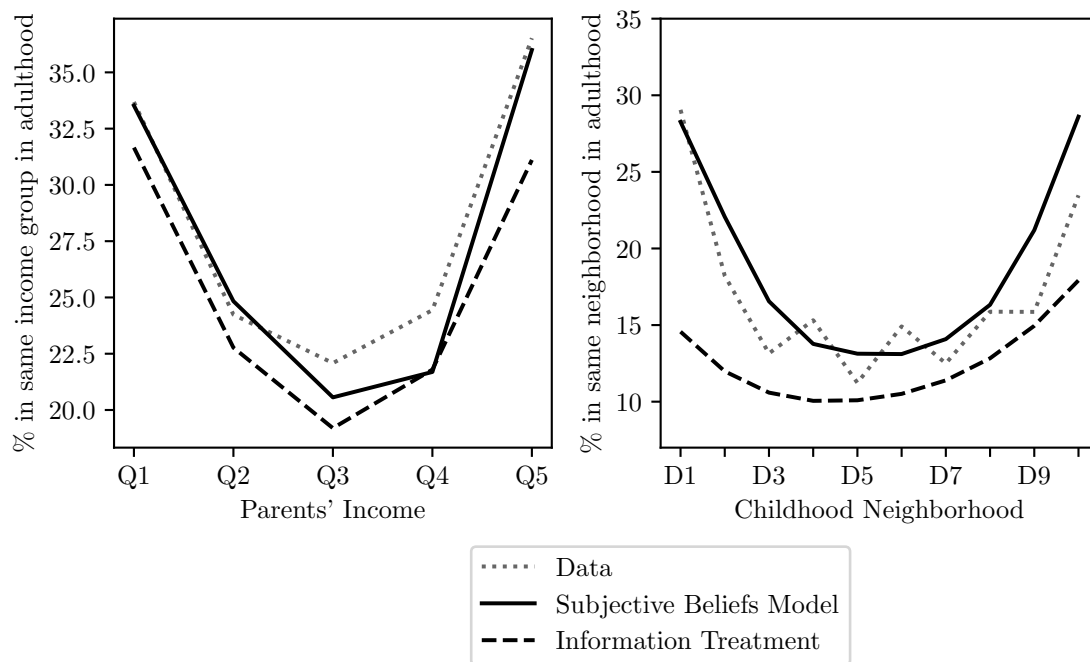 % in same income group in adulthood
35.0
32.5
30.0
27.5
25.0
22.5
20.0
Q1 Q2 Q3 Q4 Q5
Parents' Income
% in same neighborhood in adulthood
35
30
25
20
15
10
D1 D3 D5 D7 D9
Childhood Neighborhood
Data
Subjective Beliefs Model
Information Treatment